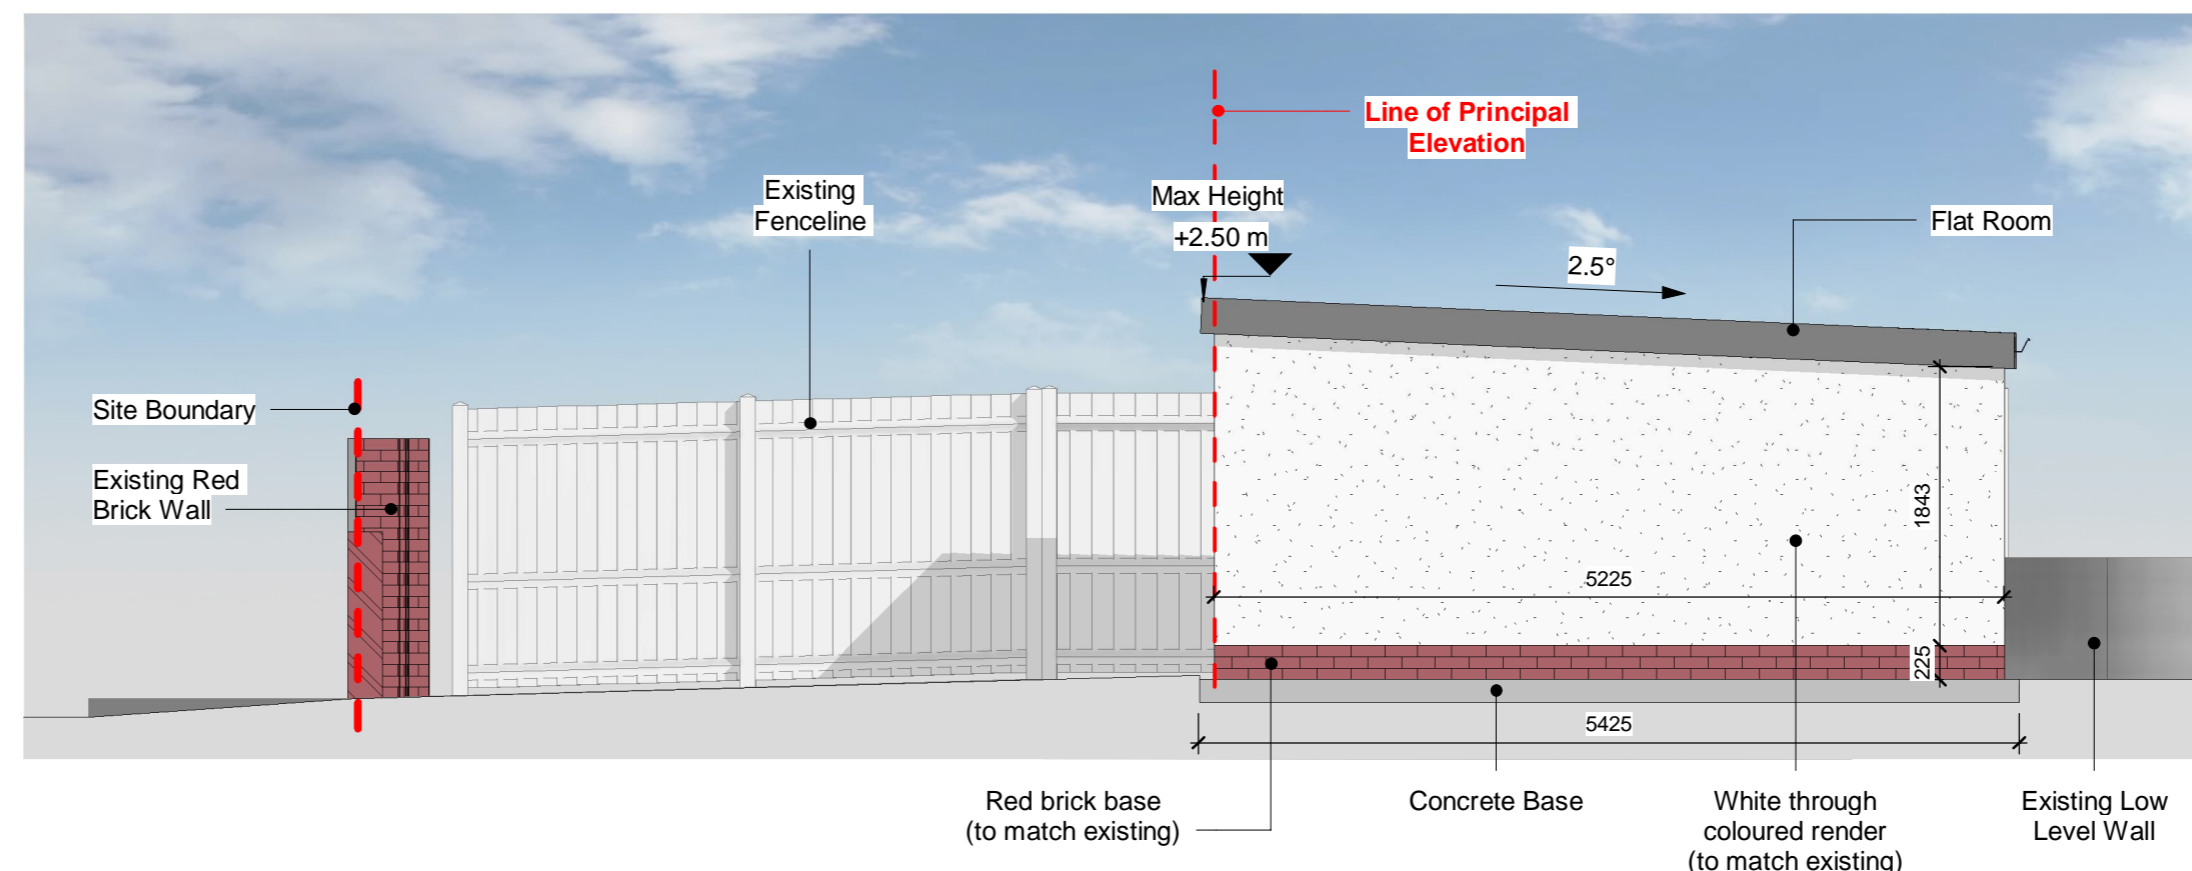 Line of Principal
Elevation
Existing
Fenceline
Max Height
+2.50 m
Flat Room
2.5°
Site Boundary
Existing Red
Brick Wall
1843
5225
225
5425
Red brick base
(to match existing)
Concrete Base
White through
coloured render
(to match existing)
Existing Low
Level Wall